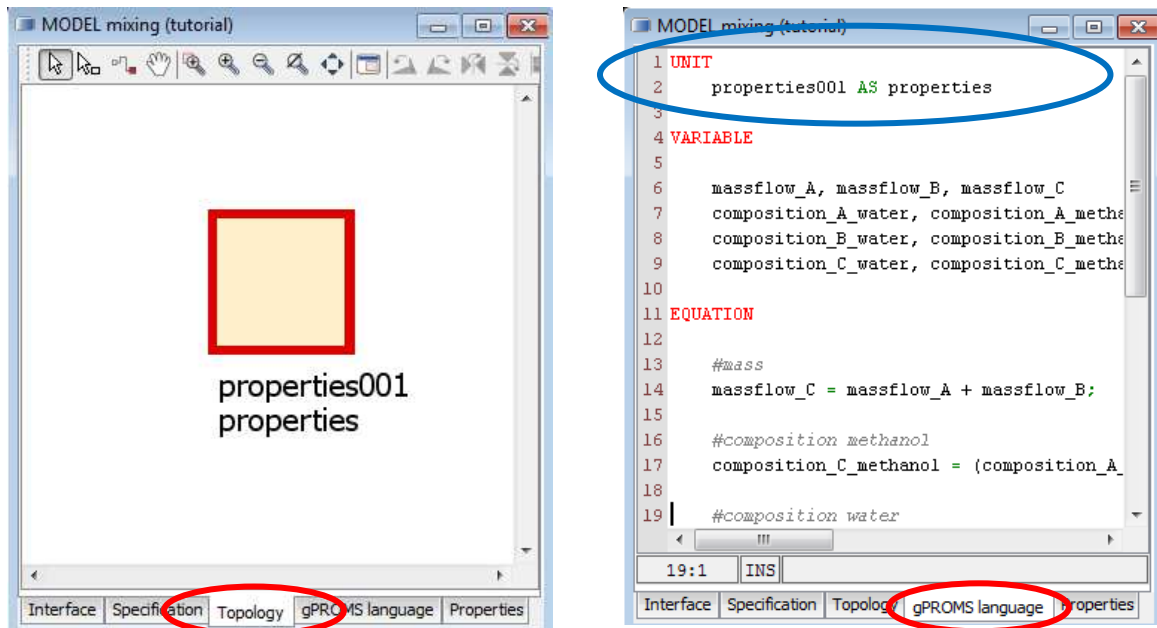 MODEL mixing (tutorial)
properties001
properties
Interface Specification Topology gPROMS language Properties
MODEL mixing (tutorial)
1 UNIT
2 properties001 AS properties
3
4 VARIABLE
5
6 massflow_A, massflow_B, massflow_C
7 composition_A_water, composition_A_metha
8 composition_B_water, composition_B_metha
9 composition_C_water, composition_C_metha
10
11 EQUATION
12
13 #mass
14 massflow_C = massflow_A + massflow_B;
15
16 #composition methanol
17 composition_C_methanol = (composition_A_
18
19 #composition water
19:1 INS
Interface Specification Topology gPROMS language Properties